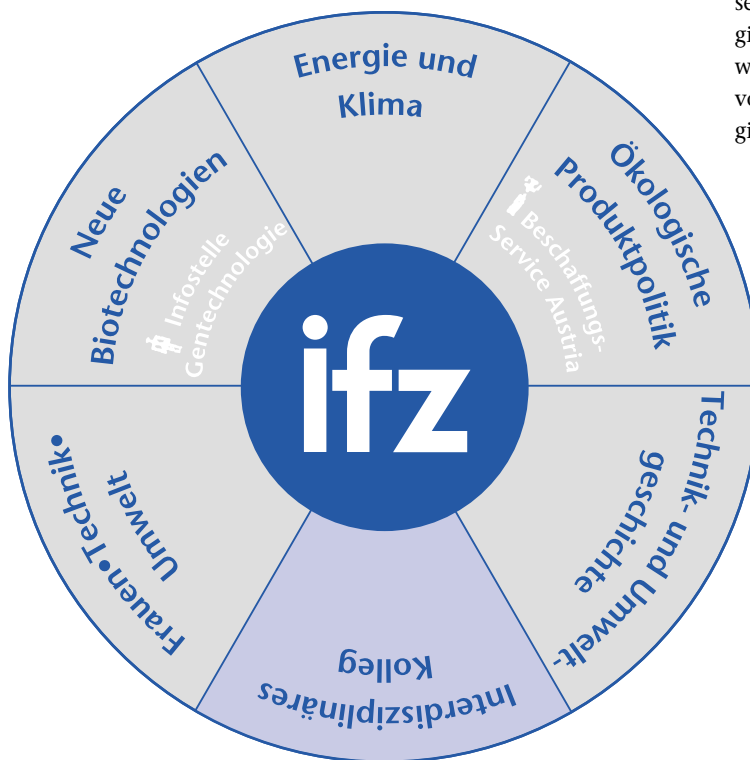 Energie und
Klima
Ökologische
Produktpolitik
Beschaffungs-
Service Austria
Technik- und Umwelt-
geschichte
Interdisziplinäres
Kolleg
Frauen•Technik•
Umwelt
Neue
Biotechnologien
Infostelle
Gentechnologie
ifz